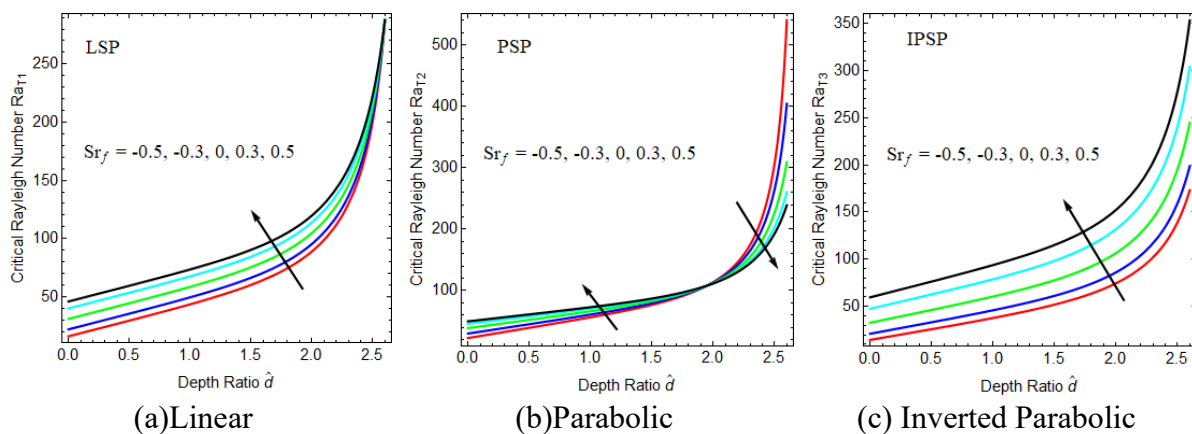 LSP
Sr_f = -0.5, -0.3, 0, 0.3, 0.5
Critical Rayleigh Number Ra_T1
250
200
150
100
50
0.0 0.5 1.0 1.5 2.0 2.5
Depth Ratio d̂
(a)Linear
PSP
Sr_f = -0.5, -0.3, 0, 0.3, 0.5
Critical Rayleigh Number Ra_T2
500
400
300
200
100
0.0 0.5 1.0 1.5 2.0 2.5
Depth Ratio d̂
(b)Parabolic
IPSP
Sr_f = -0.5, -0.3, 0, 0.3, 0.5
Critical Rayleigh Number Ra_T3
350
300
250
200
150
100
50
0
0.0 0.5 1.0 1.5 2.0 2.5
Depth Ratio d̂
(c) Inverted Parabolic